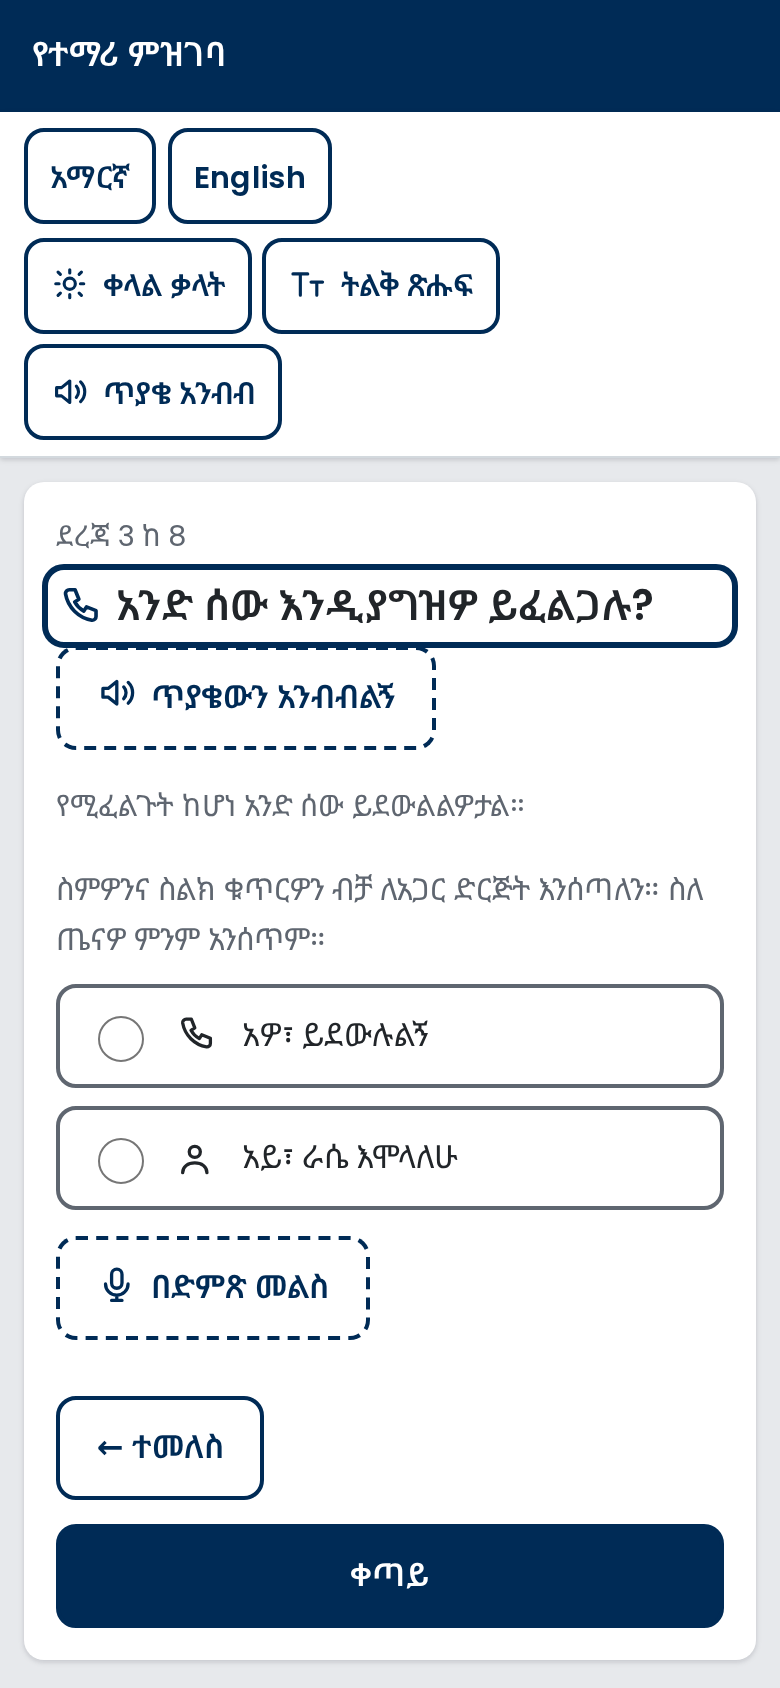 የተማሪ ምዝገባ
አማርኛ
English
ቀላል ቃላት
Tт ትልቅ ጽሑፍ
ጥያቄ አንብብ
ደረጃ 3 ከ 8
አንድ ሰው እንዲያግዝዎ ይፈልጋሉ?
ጥያቄውን አንብብልኝ
የሚፈልጉት ከሆነ አንድ ሰው ይደውልልዎታል።
ስምዎንና ስልክ ቁጥርዎን ብቻ ለአጋር ድርጅት እንሰጣለን። ስለ
ጤናዎ ምንም አንሰጥም።
አዎ፣ ይደውሉልኝ
አይ፣ ራሴ እሞላለሁ
በድምጽ መልስ
← ተመለስ
ቀጣይ